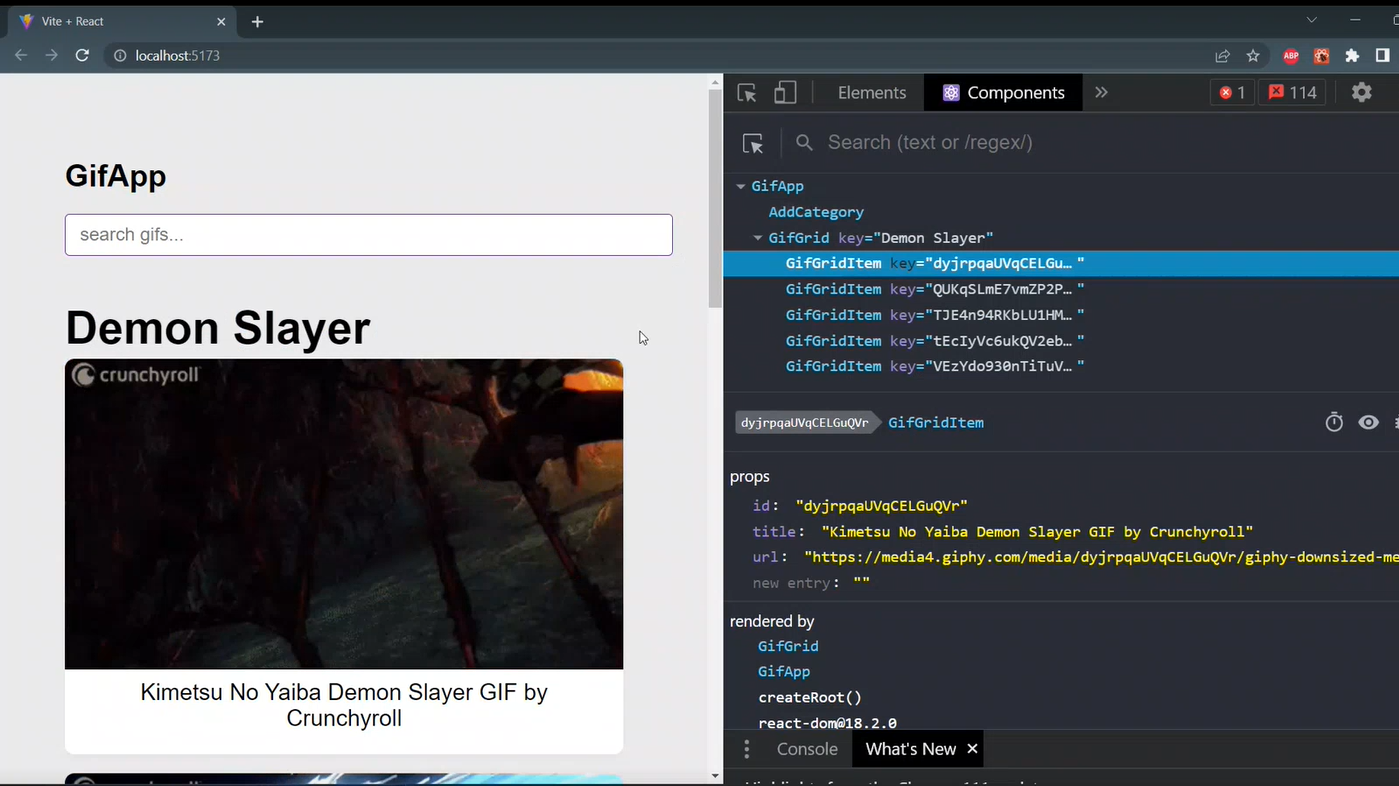 Vite + React
localhost:5173
GifApp
search gifs...
Demon Slayer
crunchyroll
Kimetsu No Yaiba Demon Slayer GIF by
Crunchyroll
Elements
Components
1
114
Search (text or /regex/)
GifApp
AddCategory
GifGrid key="Demon Slayer"
GifGridItem key="dyjrpqaUVqCELGu… "
GifGridItem key="QUKqSLmE7vmZP2P… "
GifGridItem key="TJE4n94RKbLU1HM… "
GifGridItem key="tEcIyVc6ukQV2eb… "
GifGridItem key="VEzYdo930nTiTuV… "
dyjrpqaUVqCELGuQVr GifGridItem
props
id: "dyjrpqaUVqCELGuQVr"
title: "Kimetsu No Yaiba Demon Slayer GIF by Crunchyroll"
url: "https://media4.giphy.com/media/dyjrpqaUVqCELGuQVr/giphy-downsized-me
new entry: ""
rendered by
GifGrid
GifApp
createRoot()
react-dom@18.2.0
Console
What's New